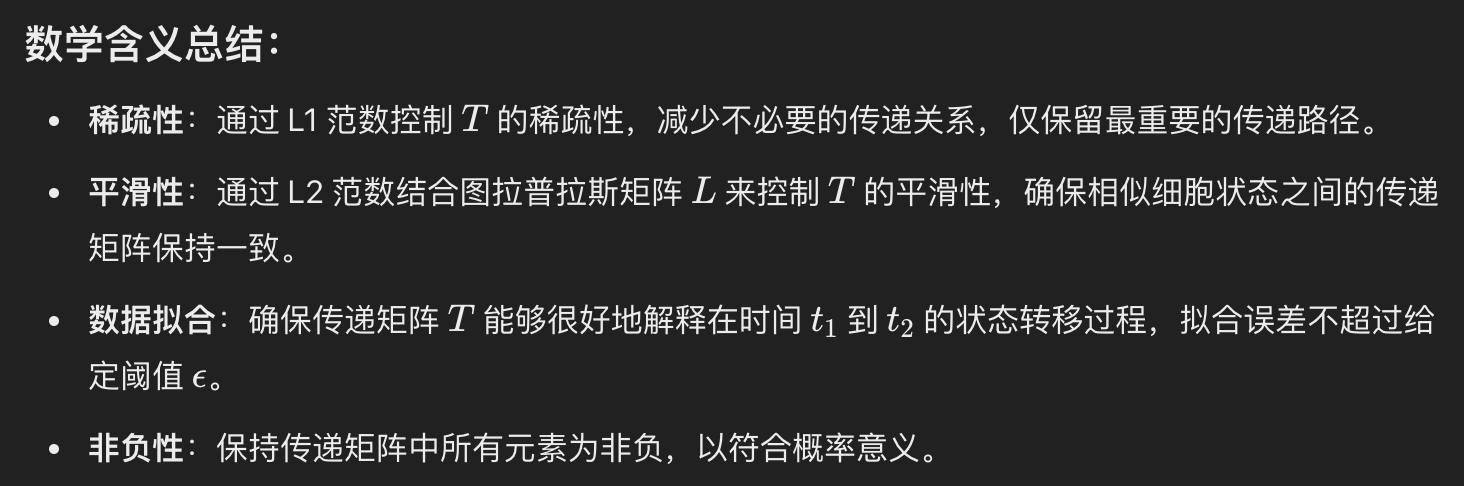 数学含义总结：
• 稀疏性：通过 L1 范数控制 T 的稀疏性，减少不必要的传递关系，仅保留最重要的传递路径。
• 平滑性：通过 L2 范数结合图拉普拉斯矩阵 L 来控制 T 的平滑性，确保相似细胞状态之间的传递
矩阵保持一致。
• 数据拟合：确保传递矩阵 T 能够很好地解释在时间 t₁ 到 t₂ 的状态转移过程，拟合误差不超过给
定阈值 ϵ。
• 非负性：保持传递矩阵中所有元素为非负，以符合概率意义。